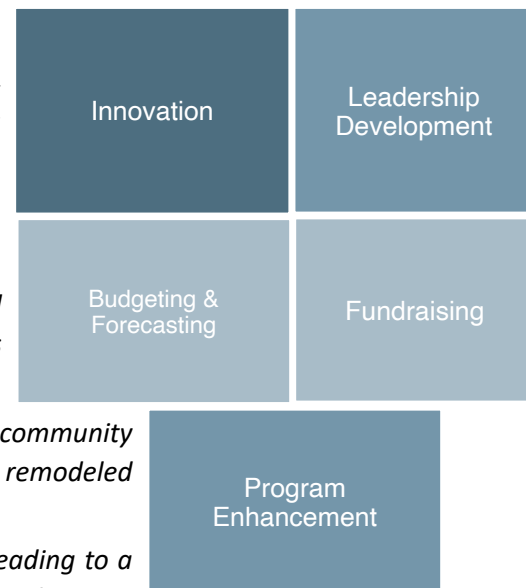 Innovation
Leadership
Development
Budgeting &
Forecasting
Fundraising
community
remodeled
Program
Enhancement
eading to a